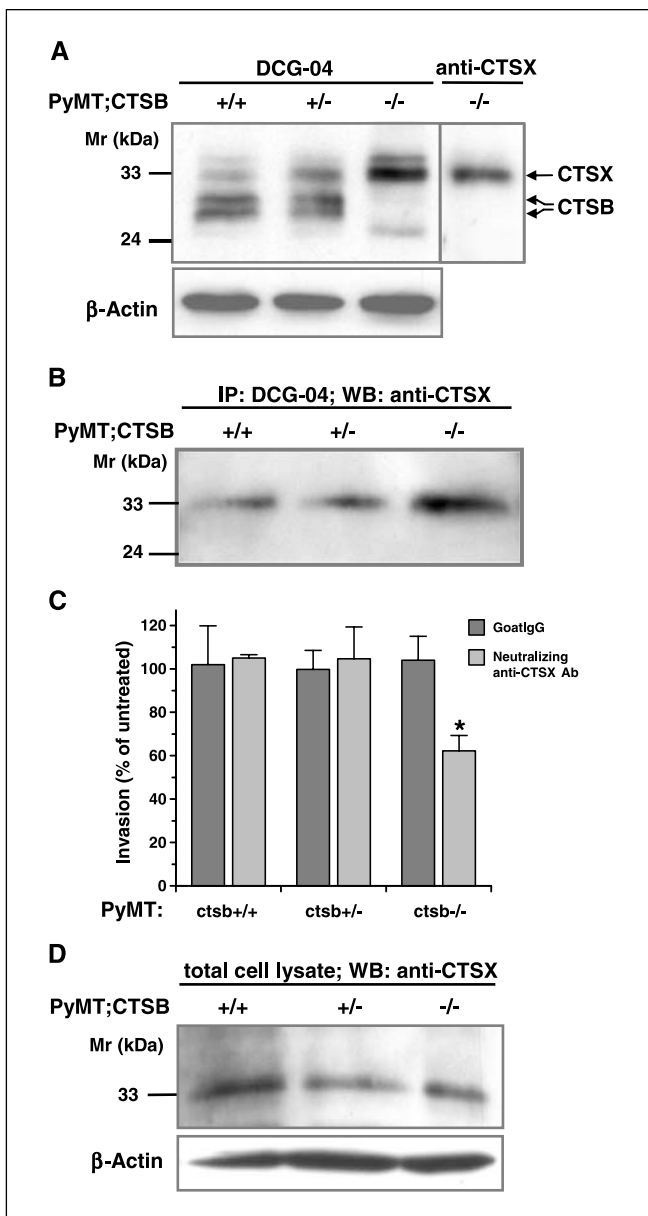 A
DCG-04 anti-CTSX
PyMT;CTSB +/+ +/- -/- -/-
Mr (kDa)
33
CTSX
CTSB
24
β-Actin
B
IP: DCG-04; WB: anti-CTSX
PyMT;CTSB +/+ +/- -/-
Mr (kDa)
33
24
C
Invasion (% of untreated)
120
100
80
60
40
20
0
GoatIgG
Neutralizing
anti-CTSX Ab
*
PyMT: ctsb+/+ ctsb+/- ctsb-/-
D
total cell lysate; WB: anti-CTSX
PyMT;CTSB +/+ +/- -/-
Mr (kDa)
33
β-Actin